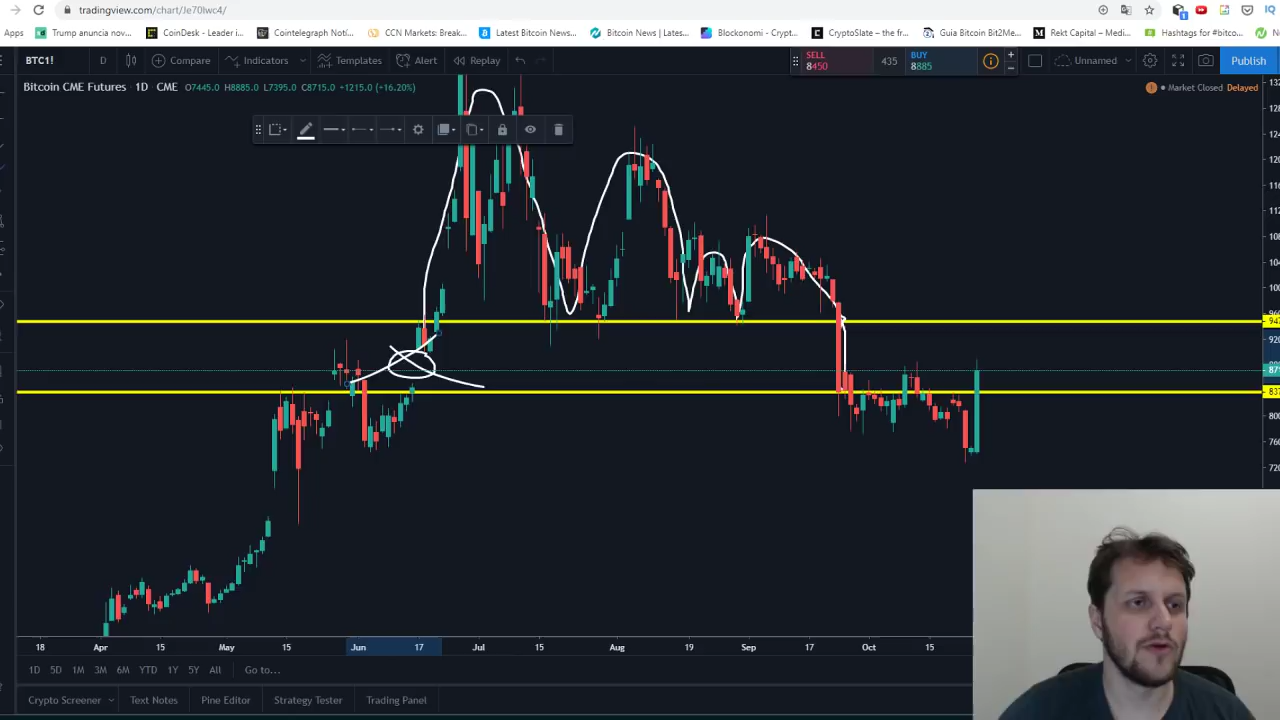 tradingview.com/chart/Je70lwc4/
Apps Trump anuncia nov CoinDesk - Leader i... Cointelegraph Notí... CCN Markets: Break... Latest Bitcoin News... Bitcoin News | Lates... Blockonomi - Crypt... CryptoSlate – the fr... Guia Bitcoin Bit2Me... Rekt Capital – Medi... Hashtags for #bitco...
BTC1! D Compare Indicators Templates Alert Replay SELL 8450 435 BUY 8885 Unnamed Publish
Bitcoin CME Futures · 1D · CME O7445.0 H8885.0 L7395.0 C8715.0 +1215.0 (+16.20%) Market Closed Delayed
18 Apr 15 May 15 Jun 17 Jul 15 Aug 19 Sep 17 Oct 15
1D 5D 1M 3M 6M YTD 1Y 5Y All Go to...
Crypto Screener Text Notes Pine Editor Strategy Tester Trading Panel